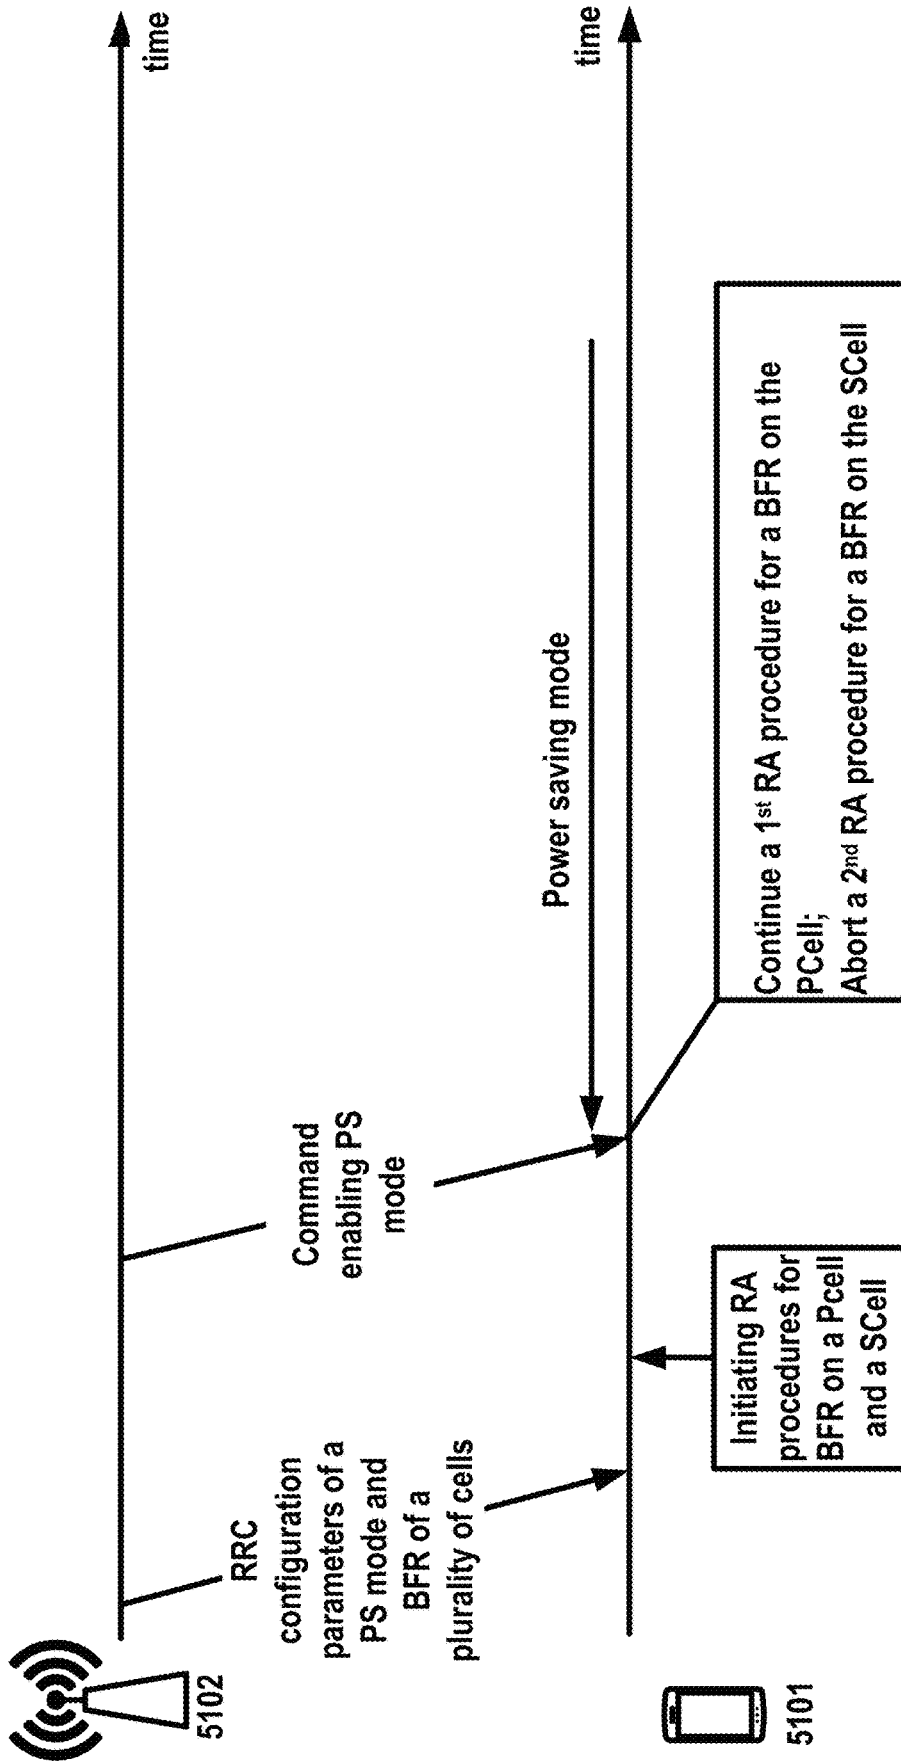 5102
time
RRC
configuration
parameters of a
PS mode and
BFR of a
plurality of cells
Command
enabling PS
mode
Power saving mode
time
5101
Initiating RA
procedures for
BFR on a Pcell
and a SCell
Continue a 1st RA procedure for a BFR on the
PCell;
Abort a 2nd RA procedure for a BFR on the SCell